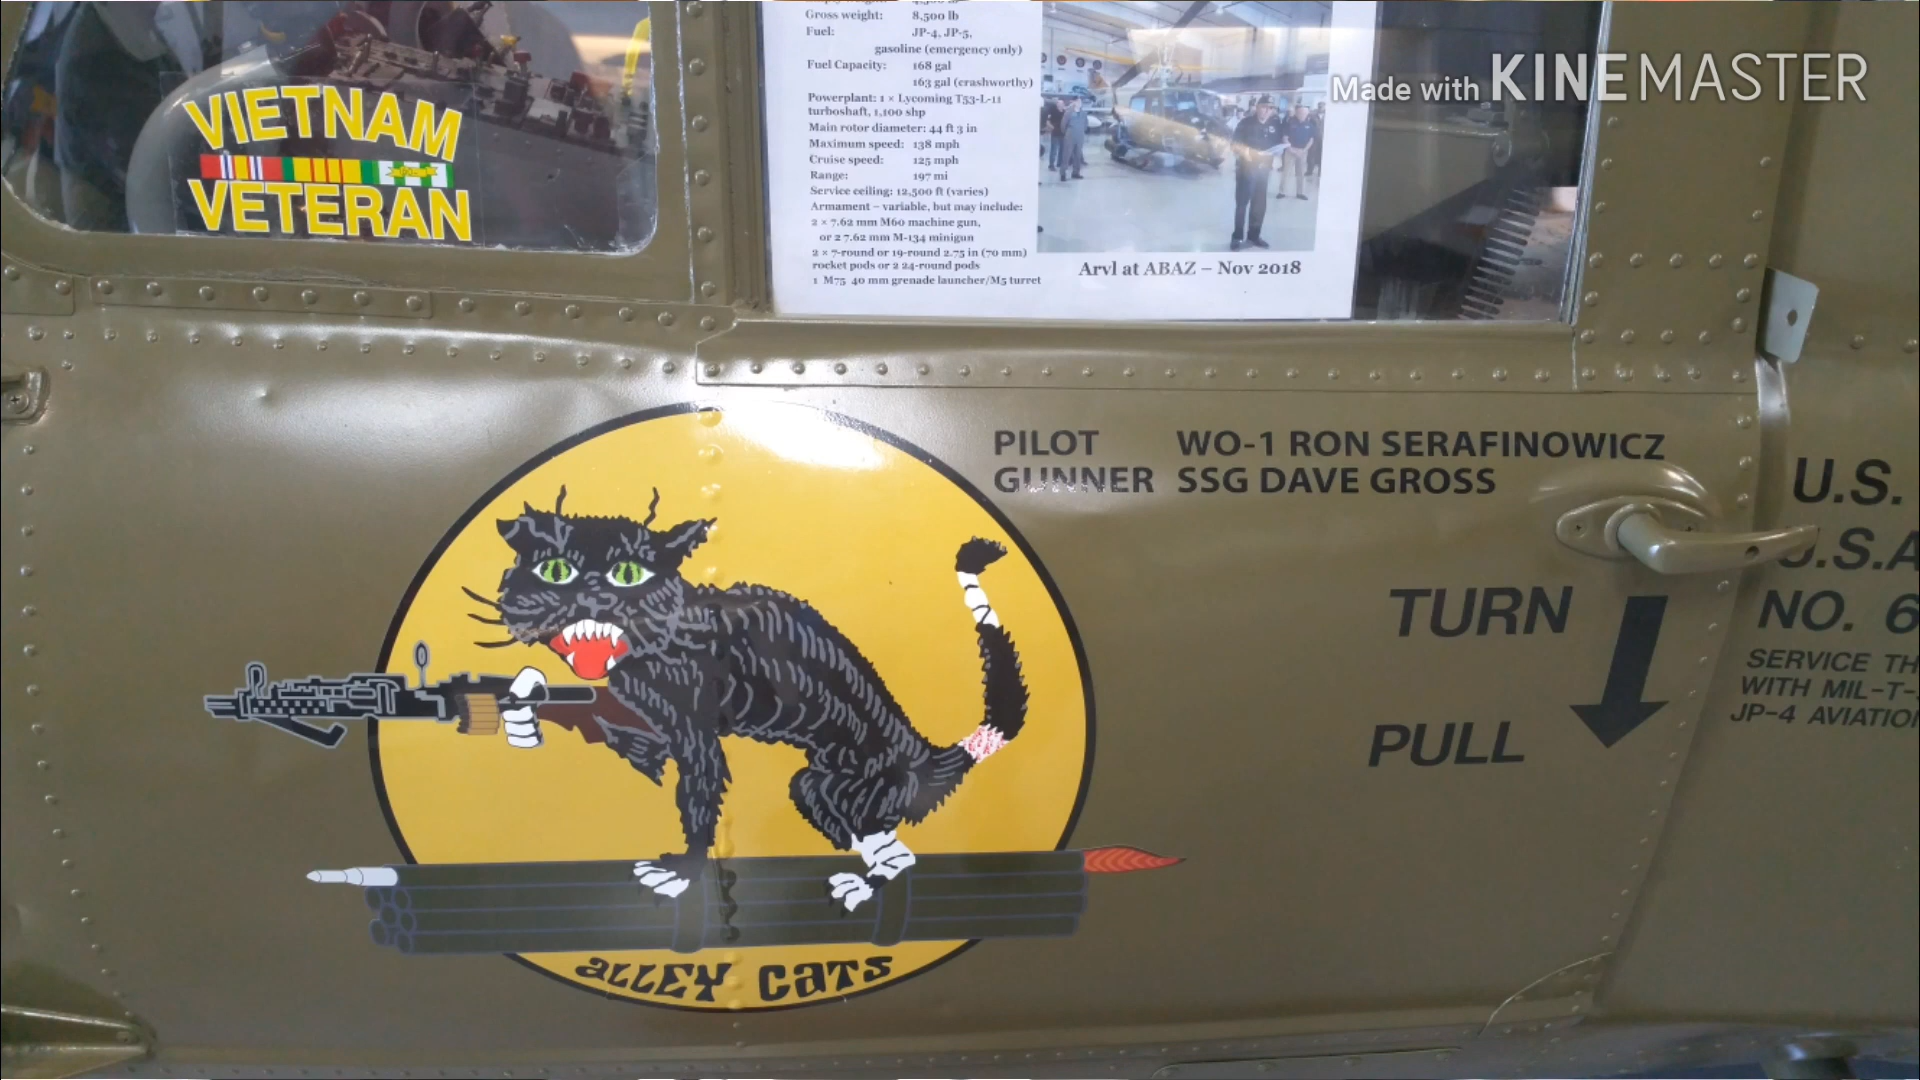 VIETNAM
VETERAN
Gross weight: 8,500 lb
Fuel: JP-4, JP-5,
gasoline (emergency only)
Fuel Capacity: 168 gal
163 gal (crashworthy)
Powerplant: 1 × Lycoming T53-L-11
turboshaft, 1,100 shp
Main rotor diameter: 44 ft 3 in
Maximum speed: 138 mph
Cruise speed: 125 mph
Range: 197 mi
Service ceiling: 12,500 ft (varies)
Armament – variable, but may include:
2 × 7.62 mm M60 machine gun,
or 2 7.62 mm M-134 minigun
2 × 7-round or 19-round 2.75 in (70 mm)
rocket pods or 2 24-round pods
1 M75 40 mm grenade launcher/M5 turret
Arvl at ABAZ – Nov 2018
Made with KINEMASTER
PILOT WO-1 RON SERAFINOWICZ
GUNNER SSG DAVE GROSS
TURN
PULL
U.S.
U.S.A
NO. 6
SERVICE TH
WITH MIL-T-
JP-4 AVIATIO
ALLEY CATS